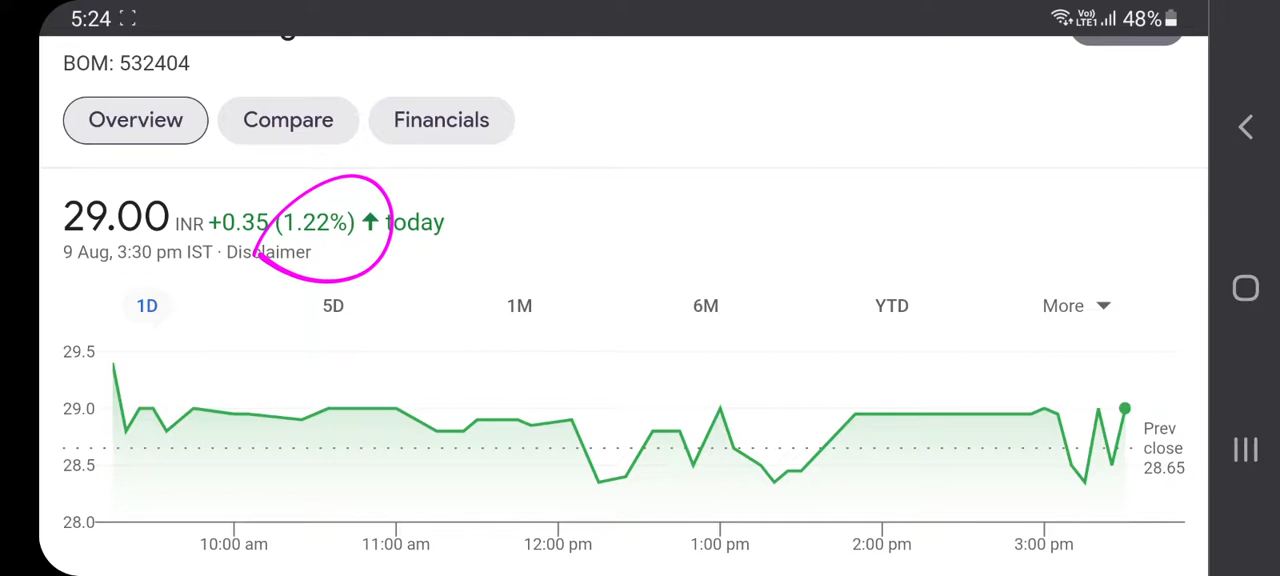 5:24 Vo) LTE1 48%
BOM: 532404
Overview Compare Financials
29.00 INR +0.35 (1.22%) today
9 Aug, 3:30 pm IST · Disclaimer
1D 5D 1M 6M YTD More
29.5
29.0
28.5
28.0
Prev
close
28.65
10:00 am 11:00 am 12:00 pm 1:00 pm 2:00 pm 3:00 pm